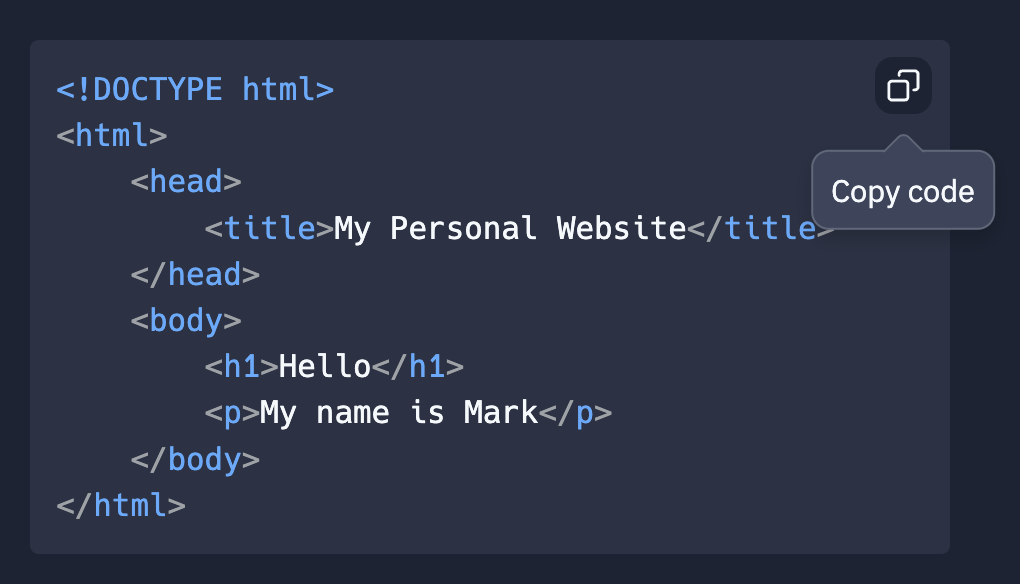 <!DOCTYPE html>
<html>
    <head>
        <title>My Personal Website</title>
    </head>
    <body>
        <h1>Hello</h1>
        <p>My name is Mark</p>
    </body>
</html>
Copy code